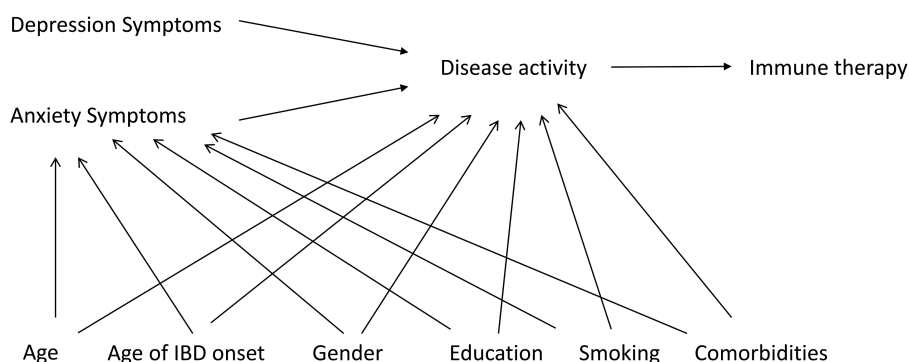 Depression Symptoms
Disease activity
Immune therapy
Anxiety Symptoms
Age
Age of IBD onset
Gender
Education
Smoking
Comorbidities